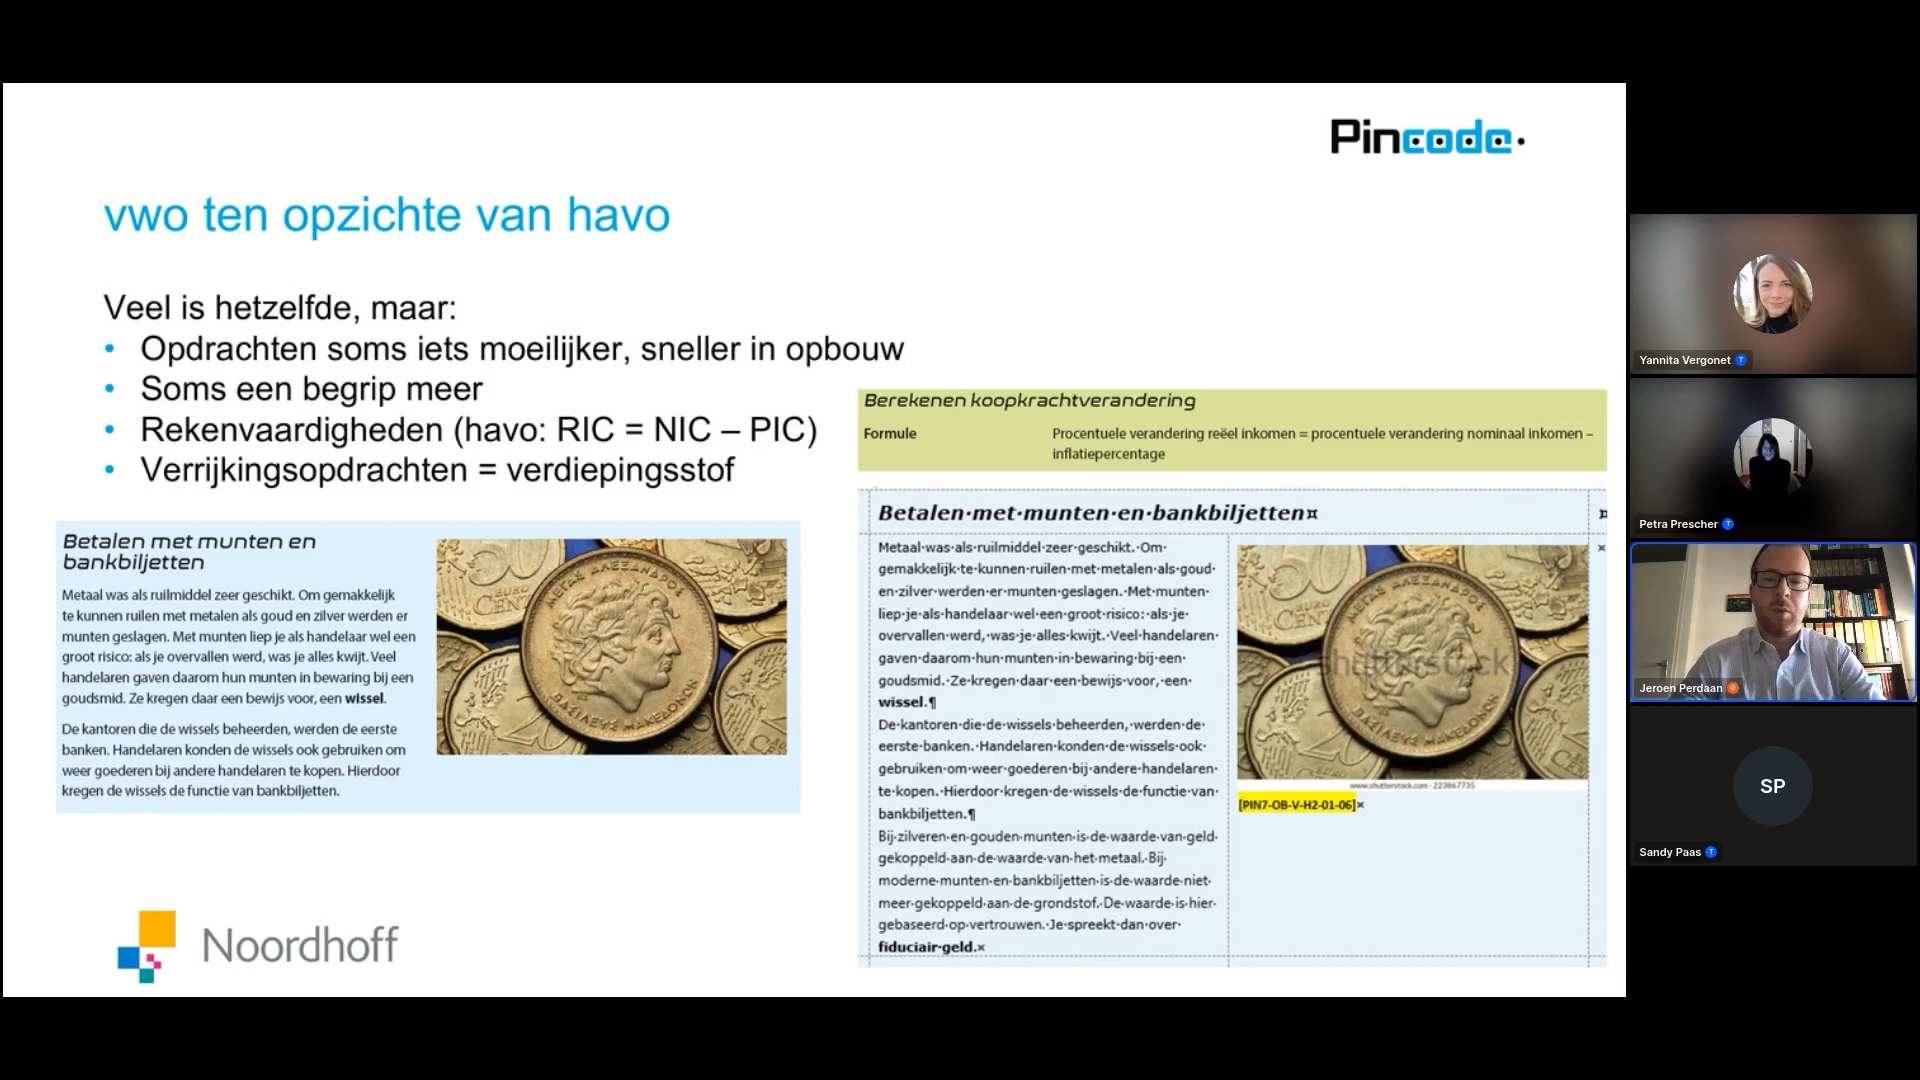 Pincode
vwo ten opzichte van havo
Veel is hetzelfde, maar:
• Opdrachten soms iets moeilijker, sneller in opbouw
• Soms een begrip meer
• Rekenvaardigheden (havo: RIC = NIC – PIC)
• Verrijkingsopdrachten = verdiepingsstof
Berekenen koopkrachtverandering
Formule
Procentuele verandering reëel inkomen = procentuele verandering nominaal inkomen –
inflatiepercentage
Betalen met munten en
bankbiljetten
Metaal was als ruilmiddel zeer geschikt. Om gemakkelijk
te kunnen ruilen met metalen als goud en zilver werden er
munten geslagen. Met munten liep je als handelaar wel een
groot risico: als je overvallen werd, was je alles kwijt. Veel
handelaren gaven daarom hun munten in bewaring bij een
goudsmid. Ze kregen daar een bewijs voor, een wissel.
De kantoren die de wissels beheerden, werden de eerste
banken. Handelaren konden de wissels ook gebruiken om
weer goederen bij andere handelaren te kopen. Hierdoor
kregen de wissels de functie van bankbiljetten.
Betalen·met·munten·en·bankbiljetten¤
Metaal·was·als·ruilmiddel·zeer·geschikt.·Om·
gemakkelijk·te·kunnen·ruilen·met·metalen·als·goud·
en·zilver·werden·er·munten·geslagen.·Met·munten·
liep·je·als·handelaar·wel·een·groot·risico:·als·je·
overvallen·werd,·was·je·alles·kwijt.·Veel·handelaren·
gaven·daarom·hun·munten·in·bewaring·bij·een·
goudsmid.·Ze·kregen·daar·een·bewijs·voor,·een·
wissel.¶
De·kantoren·die·de·wissels·beheerden,·werden·de·
eerste·banken.·Handelaren·konden·de·wissels·ook·
gebruiken·om·weer·goederen·bij·andere·handelaren·
te·kopen.·Hierdoor·kregen·de·wissels·de·functie·van·
bankbiljetten.¶
Bij·zilveren·en·gouden·munten·is·de·waarde·van·geld·
gekoppeld·aan·de·waarde·van·het·metaal.·Bij·
moderne·munten·en·bankbiljetten·is·de·waarde·niet·
meer·gekoppeld·aan·de·grondstof.·De·waarde·is·hier·
gebaseerd·op·vertrouwen.·Je·spreekt·dan·over·
fiduciair·geld.¤
shutterstock
www.shutterstock.com · 223867735
[PIN7-OB-V-H2-01-06]¤
Noordhoff
Yannita Vergonet T
Petra Prescher T
Jeroen Perdaan
SP
Sandy Paas T